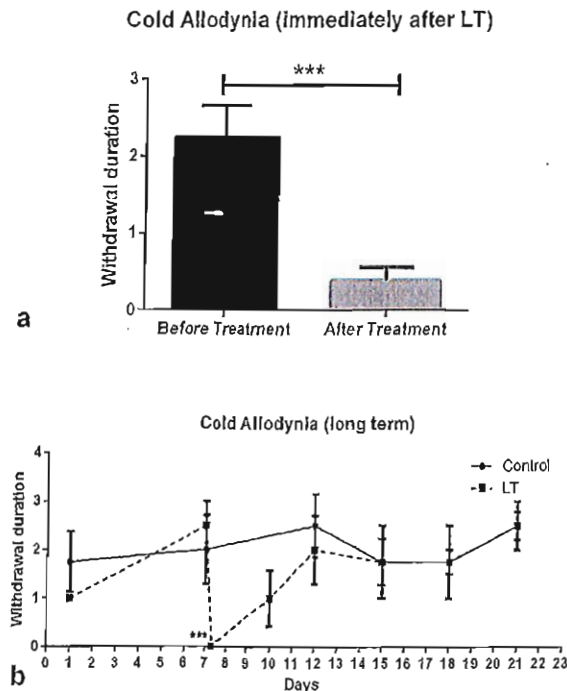 Cold Allodynia (immediately after LT)
***
3
2
1
0
Withdrawal duration
Before Treatment After Treatment
a
Cold Allodynia (long term)
4
3
2
1
0
Withdrawal duration
Control
LT
***
0 1 2 3 4 5 6 7 8 9 10 11 12 13 14 15 16 17 18 19 20 21 22 23
Days
b